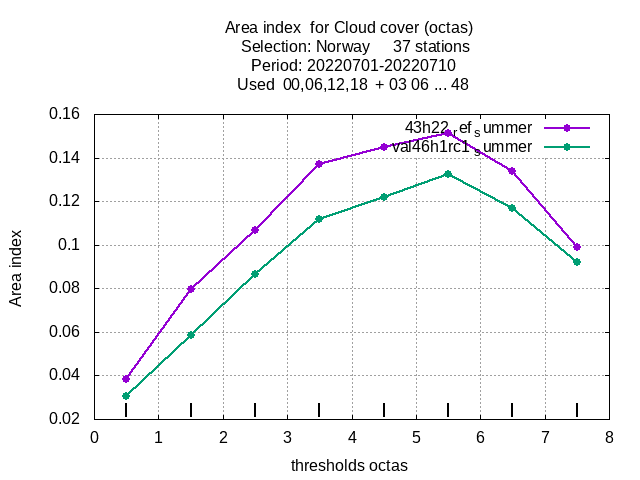 Area index  for Cloud cover (octas)
Selection: Norway     37 stations
Period: 20220701-20220710
Used  00,06,12,18  + 03 06 ... 48
43h22_ref_summer
val46h1rc1_summer
0.16
0.14
0.12
0.1
0.08
0.06
0.04
0.02
Area index
0 1 2 3 4 5 6 7 8
thresholds octas